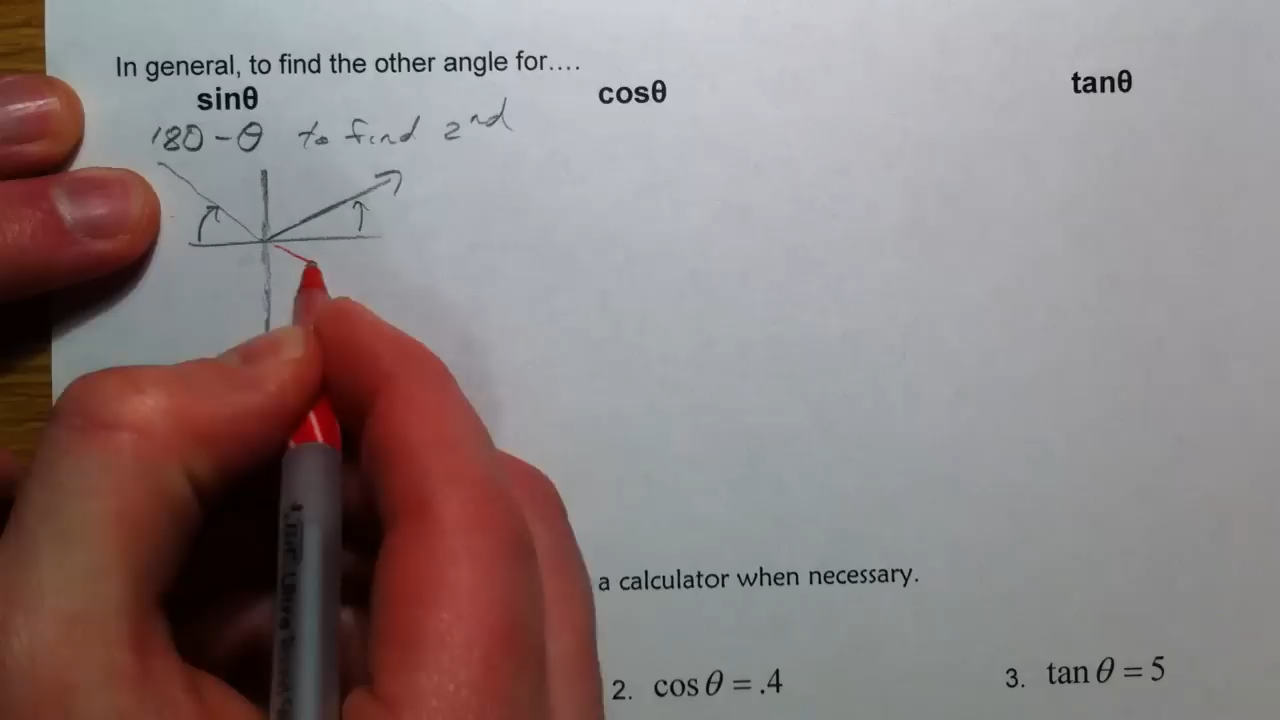 In general, to find the other angle for….
sinθ
cosθ
tanθ
180 - θ to find 2nd
a calculator when necessary.
2. cos θ = .4
3. tan θ = 5